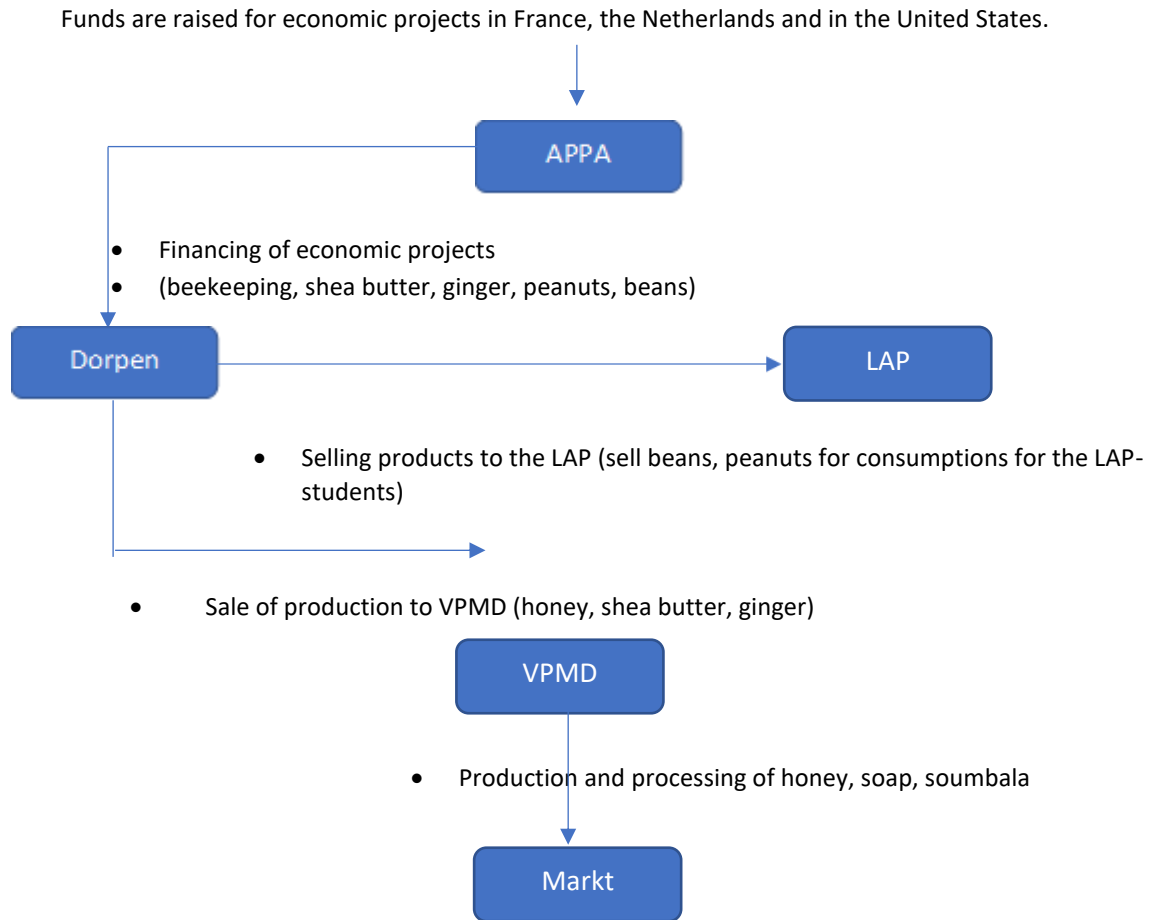 Funds are raised for economic projects in France, the Netherlands and in the United States.
APPA
• Financing of economic projects
• (beekeeping, shea butter, ginger, peanuts, beans)
Dorpen
LAP
• Selling products to the LAP (sell beans, peanuts for consumptions for the LAP-
students)
• Sale of production to VPMD (honey, shea butter, ginger)
VPMD
• Production and processing of honey, soap, soumbala
Markt